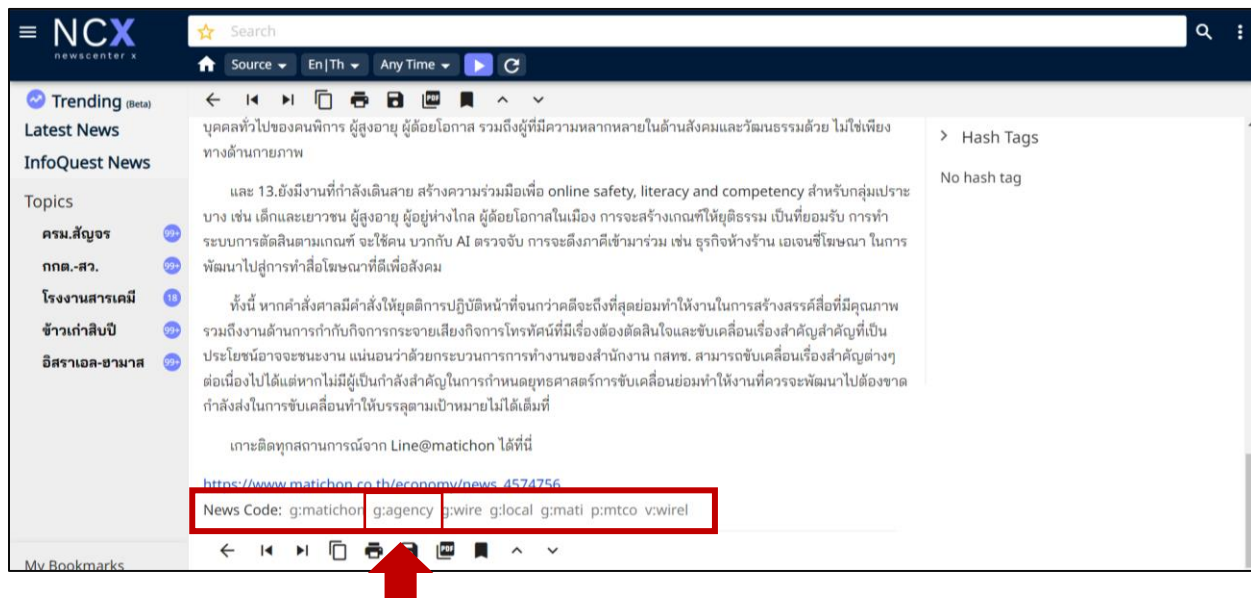 NCX
newscenter x
Search
Source En|Th Any Time
Trending (Beta)
Latest News
InfoQuest News
Topics
ครม.สัญจร 99+
กกต.-สว. 99+
โรงงานสารเคมี 18
ข้าวเก่าสิบปี 99+
อิสราเอล-ฮามาส 99+
My Bookmarks
PDF
บุคคลทั่วไปของคนพิการ ผู้สูงอายุ ผู้ด้อยโอกาส รวมถึงผู้ที่มีความหลากหลายในด้านสังคมและวัฒนธรรมด้วย ไม่ใช่เพียง
ทางด้านกายภาพ
และ 13.ยังมีงานที่กำลังเดินสาย สร้างความร่วมมือเพื่อ online safety, literacy and competency สำหรับกลุ่มเปราะ
บาง เช่น เด็กและเยาวชน ผู้สูงอายุ ผู้อยู่ห่างไกล ผู้ด้อยโอกาสในเมือง การจะสร้างเกณฑ์ให้ยุติธรรม เป็นที่ยอมรับ การทำ
ระบบการตัดสินตามเกณฑ์ จะใช้คน บวกกับ AI ตรวจจับ การจะดึงภาคีเข้ามาร่วม เช่น ธุรกิจห้างร้าน เอเจนซี่โฆษณา ในการ
พัฒนาไปสู่การทำสื่อโฆษณาที่ดีเพื่อสังคม
ทั้งนี้ หากคำสั่งศาลมีคำสั่งให้ยุติการปฏิบัติหน้าที่จนกว่าคดีจะถึงที่สุดย่อมทำให้งานในการสร้างสรรค์สื่อที่มีคุณภาพ
รวมถึงงานด้านการกำกับกิจการกระจายเสียงกิจการโทรทัศน์ที่มีเรื่องต้องตัดสินใจและขับเคลื่อนเรื่องสำคัญสำคัญที่เป็น
ประโยชน์อาจจะชนะงาน แน่นอนว่าด้วยกระบวนการการทำงานของสำนักงาน กสทช. สามารถขับเคลื่อนเรื่องสำคัญต่างๆ
ต่อเนื่องไปได้แต่หากไม่มีผู้เป็นกำลังสำคัญในการกำหนดยุทธศาสตร์การขับเคลื่อนย่อมทำให้งานที่ควรจะพัฒนาไปต้องขาด
กำลังส่งในการขับเคลื่อนทำให้บรรลุตามเป้าหมายไม่ได้เต็มที่
เกาะติดทุกสถานการณ์จาก Line@matichon ได้ที่นี่
https://www.matichon.co.th/economy/news_4574756
News Code: g:matichon g:agency g:wire g:local g:mati p:mtco v:wirel
PDF
Hash Tags
No hash tag